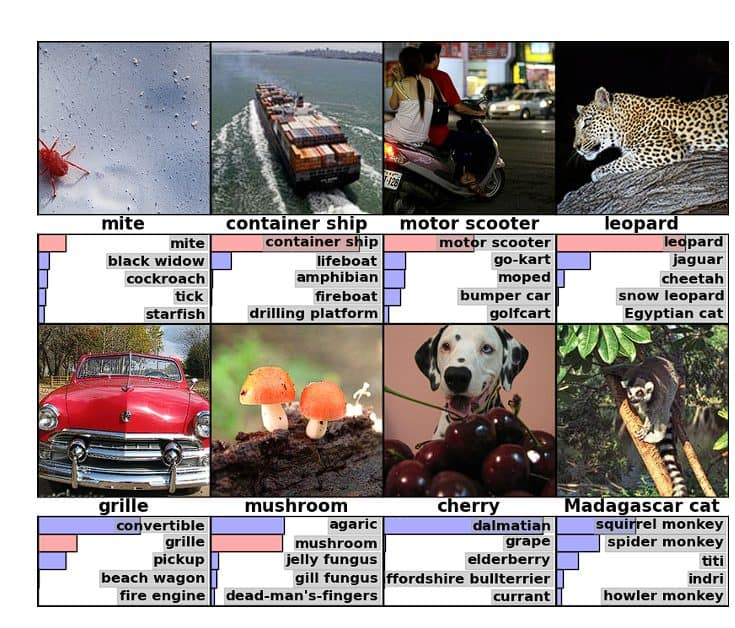 mite
container ship
motor scooter
leopard
mite
black widow
cockroach
tick
starfish
container ship
lifeboat
amphibian
fireboat
drilling platform
motor scooter
go-kart
moped
bumper car
golfcart
leopard
jaguar
cheetah
snow leopard
Egyptian cat
grille
mushroom
cherry
Madagascar cat
convertible
grille
pickup
beach wagon
fire engine
agaric
mushroom
jelly fungus
gill fungus
dead-man's-fingers
dalmatian
grape
elderberry
ffordshire bullterrier
currant
squirrel monkey
spider monkey
titi
indri
howler monkey